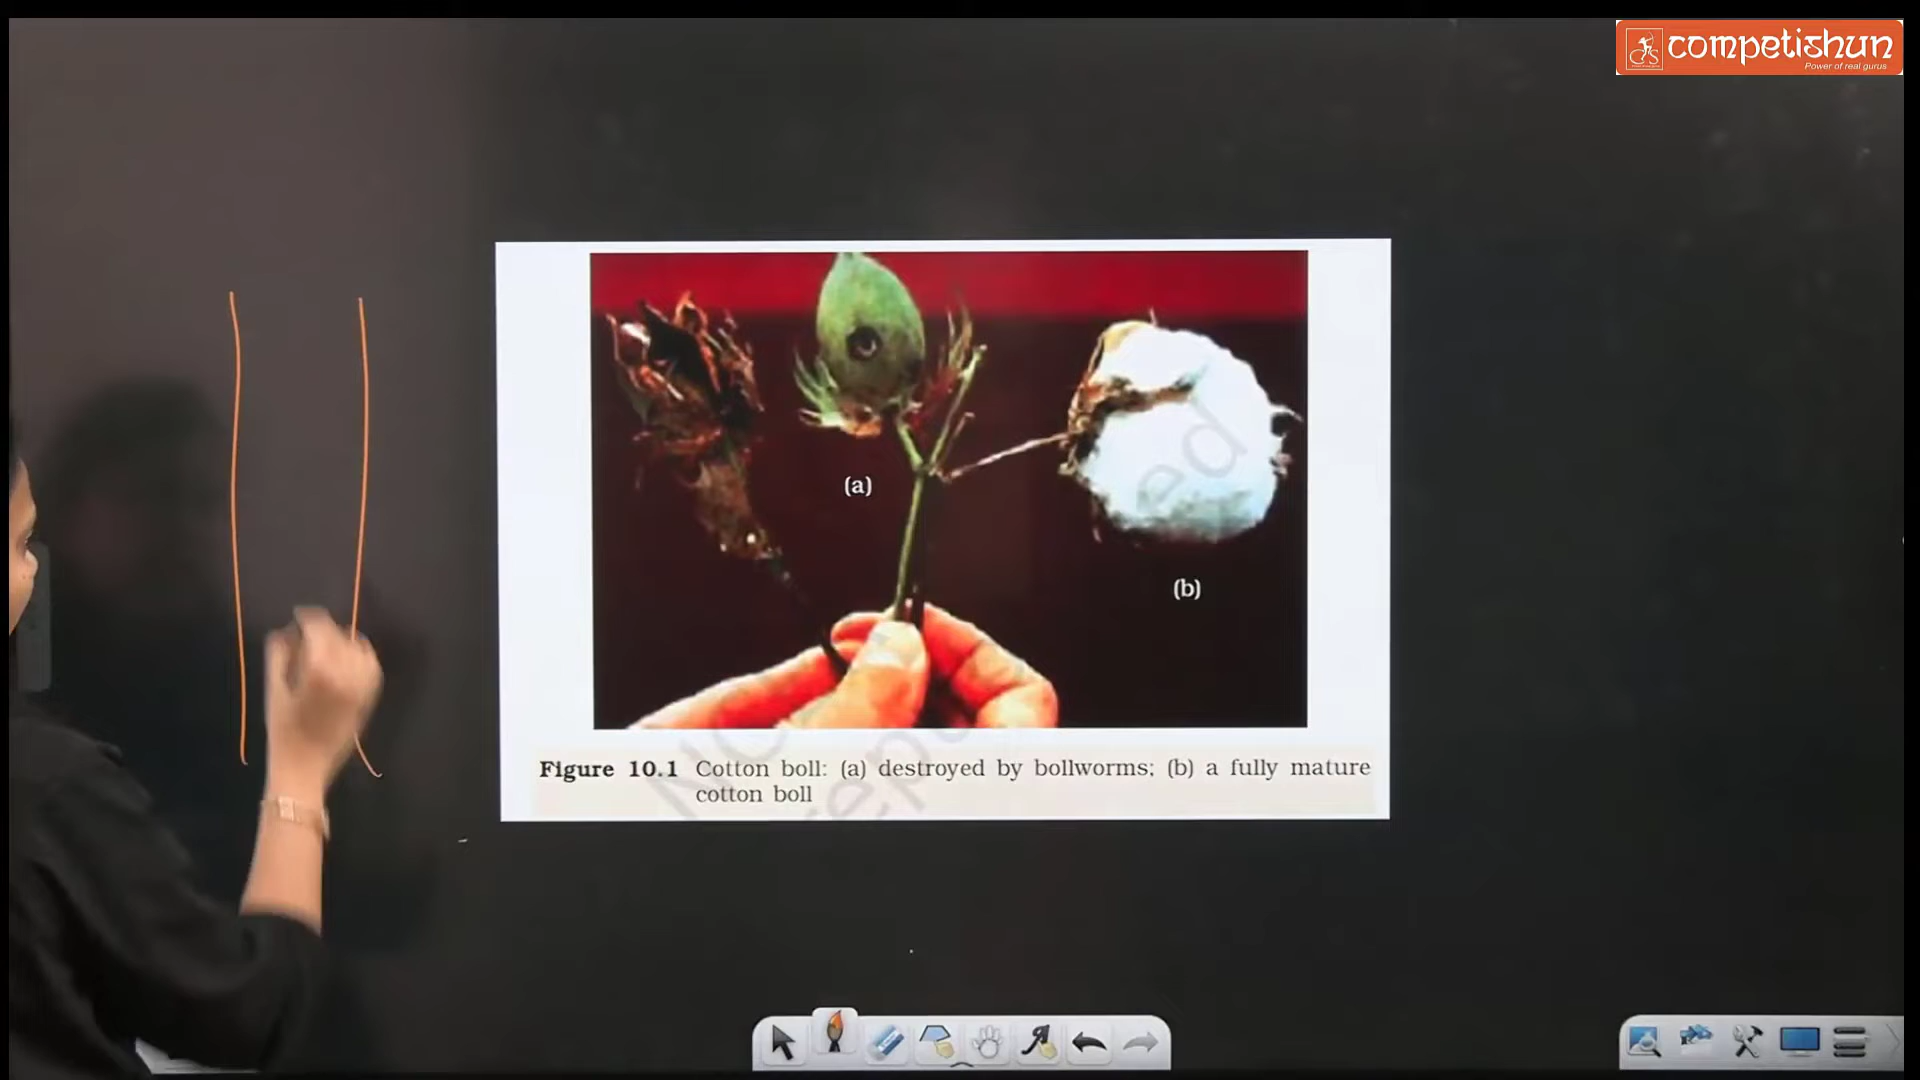 competishun
Power of real gurus
(a)
(b)
Figure 10.1 Cotton boll: (a) destroyed by bollworms; (b) a fully mature
cotton boll